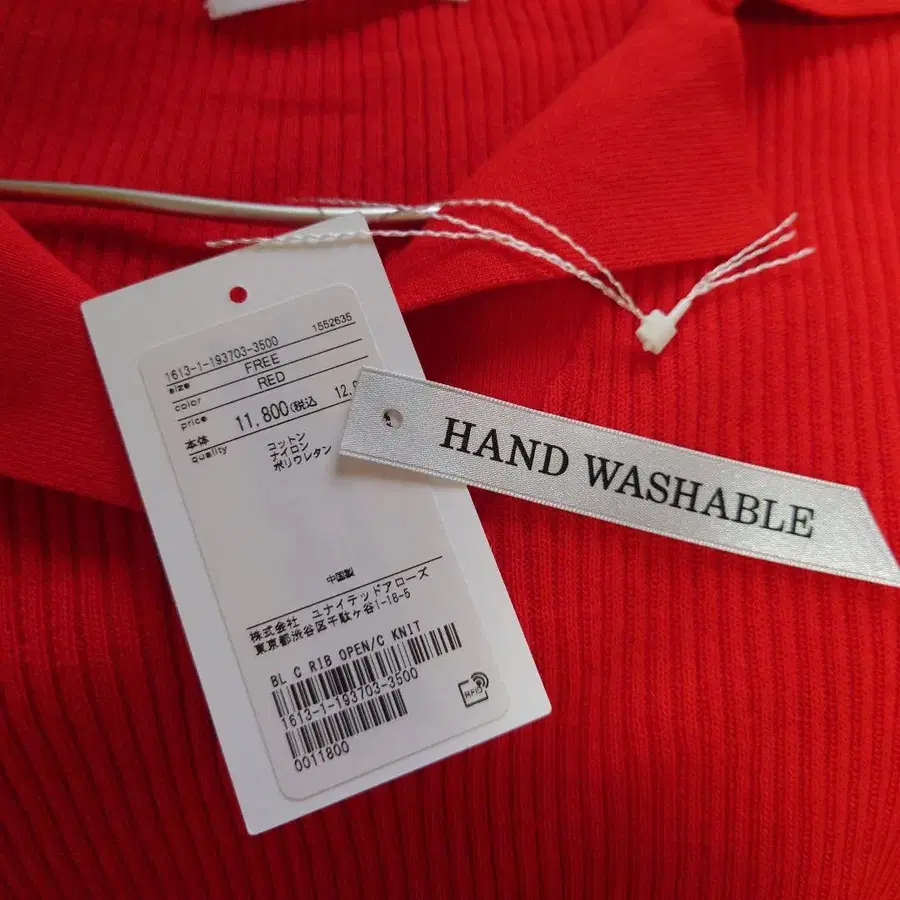 1613-1-193703-3500 1552635
size FREE
color RED
price
本体 11,800(税込 12,9
quality コットン
ナイロン
ポリウレタン
中国製
株式会社 ユナイテッドアローズ
東京都渋谷区千駄ヶ谷1-18-5
BL C RIB OPEN/C KNIT
1613-1-193703-3500
0011800
RFID
HAND WASHABLE